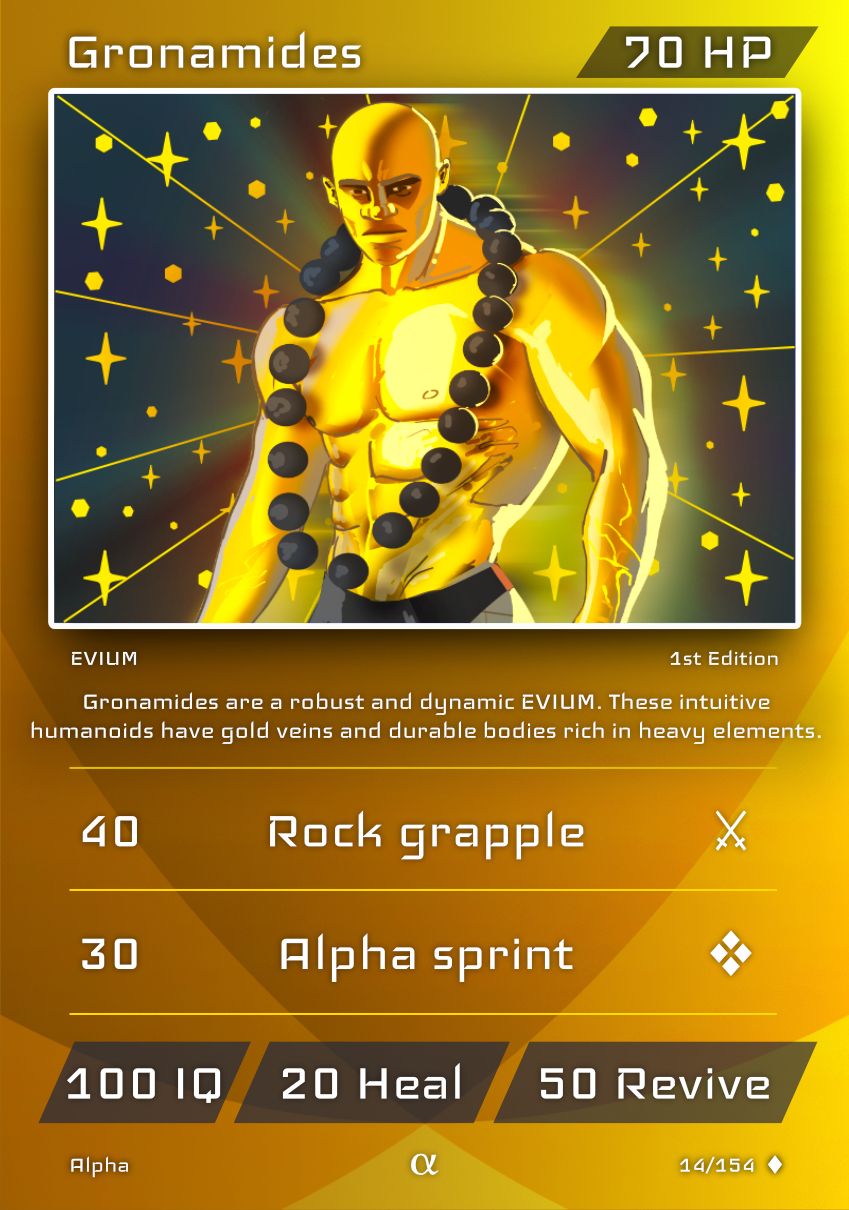 Gronamides
70 HP
EVIUM
1st Edition
Gronamides are a robust and dynamic EVIUM. These intuitive
humanoids have gold veins and durable bodies rich in heavy elements.
40 Rock grapple
30 Alpha sprint
100 IQ
20 Heal
50 Revive
Alpha
α
14/154